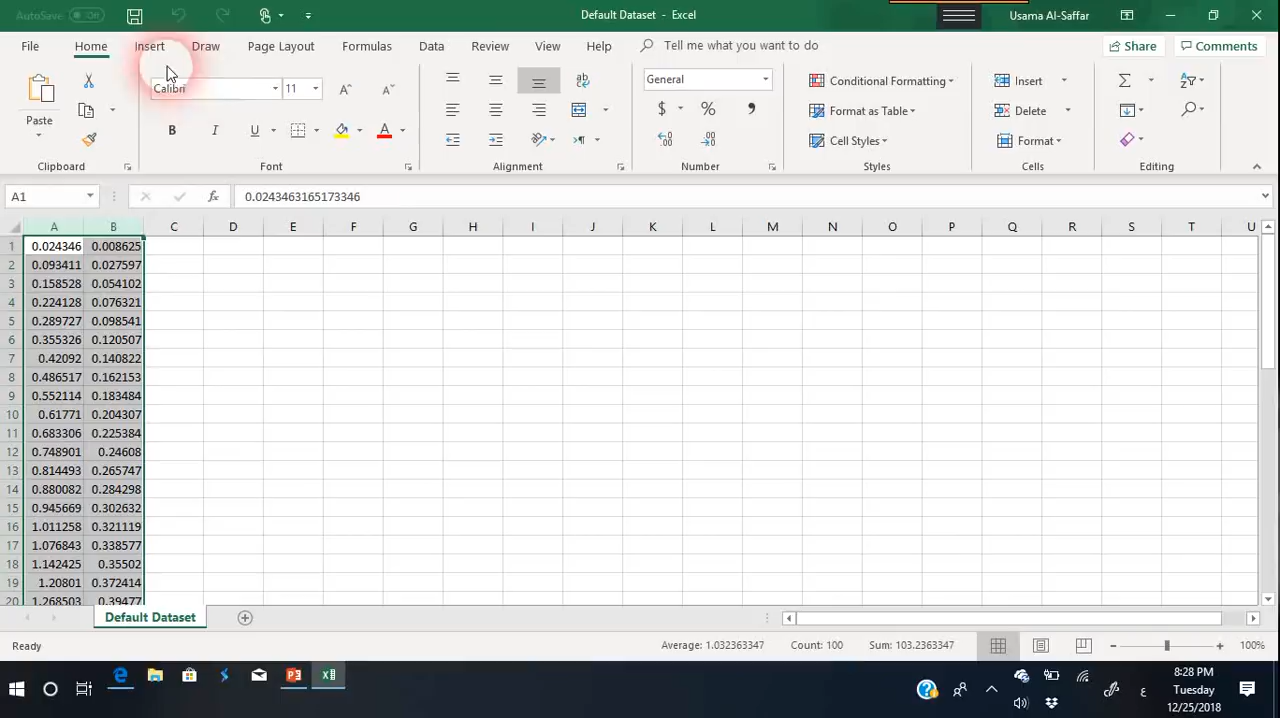 AutoSave Off
Default Dataset - Excel
Usama Al-Saffar
File Home Insert Draw Page Layout Formulas Data Review View Help Tell me what you want to do Share Comments
Calibri 11 General Conditional Formatting Insert
Paste $ % Format as Table Delete
B I U A Cell Styles Format
Clipboard Font Alignment Number Styles Cells Editing
A1 fx 0.0243463165173346
A B C D E F G H I J K L M N O P Q R S T U
1 0.024346 0.008625
2 0.093411 0.027597
3 0.158528 0.054102
4 0.224128 0.076321
5 0.289727 0.098541
6 0.355326 0.120507
7 0.42092 0.140822
8 0.486517 0.162153
9 0.552114 0.183484
10 0.61771 0.204307
11 0.683306 0.225384
12 0.748901 0.24608
13 0.814493 0.265747
14 0.880082 0.284298
15 0.945669 0.302632
16 1.011258 0.321119
17 1.076843 0.338577
18 1.142425 0.35502
19 1.20801 0.372414
20 1.268503 0.39477
Default Dataset
Ready Average: 1.032363347 Count: 100 Sum: 103.2363347 100%
8:28 PM
ع Tuesday
12/25/2018